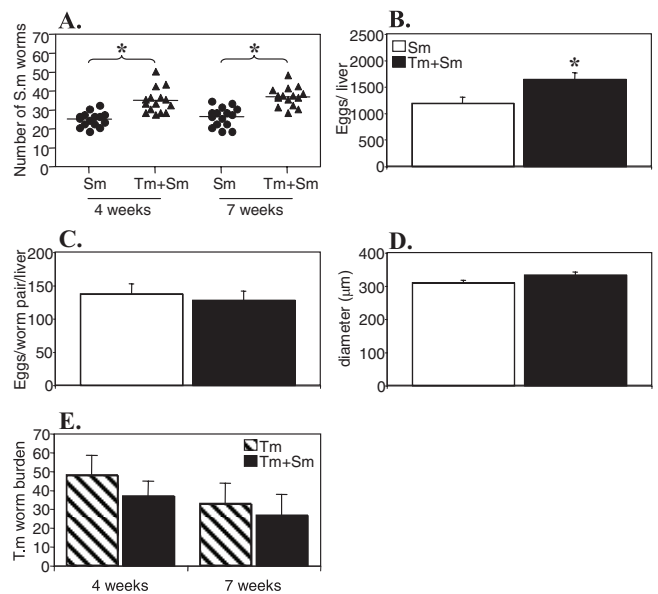 A.
Number of S.m worms
70
60
50
40
30
20
10
0
*
*
Sm Tm+Sm Sm Tm+Sm
4 weeks 7 weeks
B.
Eggs/ liver
2500
2000
1500
1000
500
0
Sm
Tm+Sm
*
C.
Eggs/worm pair/liver
200
150
100
50
0
D.
diameter (μm)
400
300
200
100
0
E.
T.m worm burden
70
60
50
40
30
20
10
0
Tm
Tm+Sm
4 weeks 7 weeks